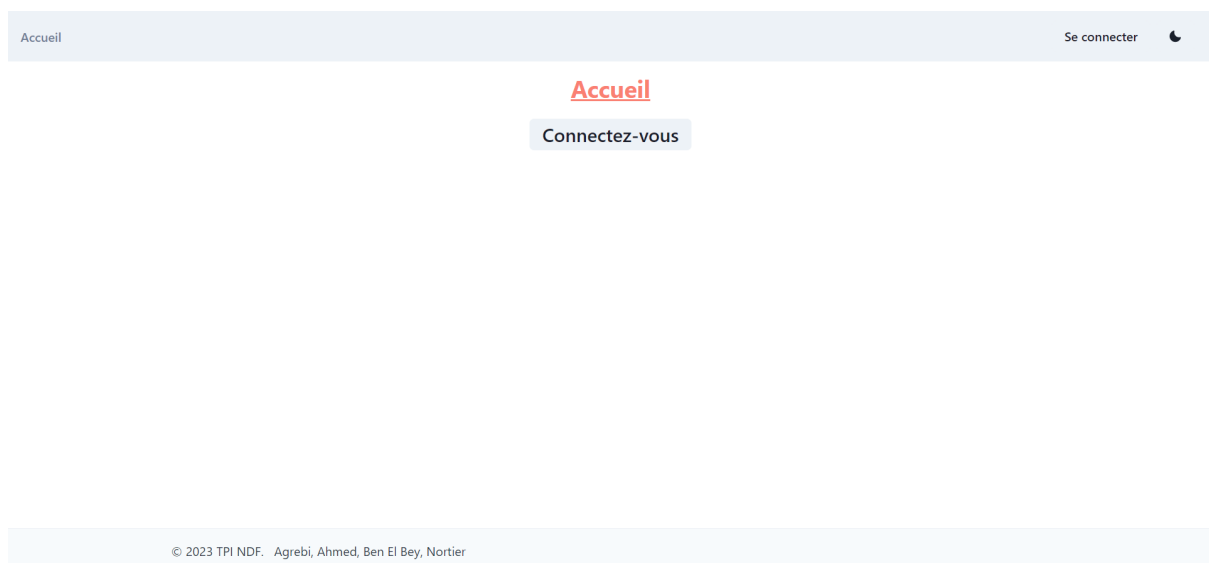 Accueil
Se connecter
Accueil
Connectez-vous
© 2023 TPI NDF. Agrebi, Ahmed, Ben El Bey, Nortier